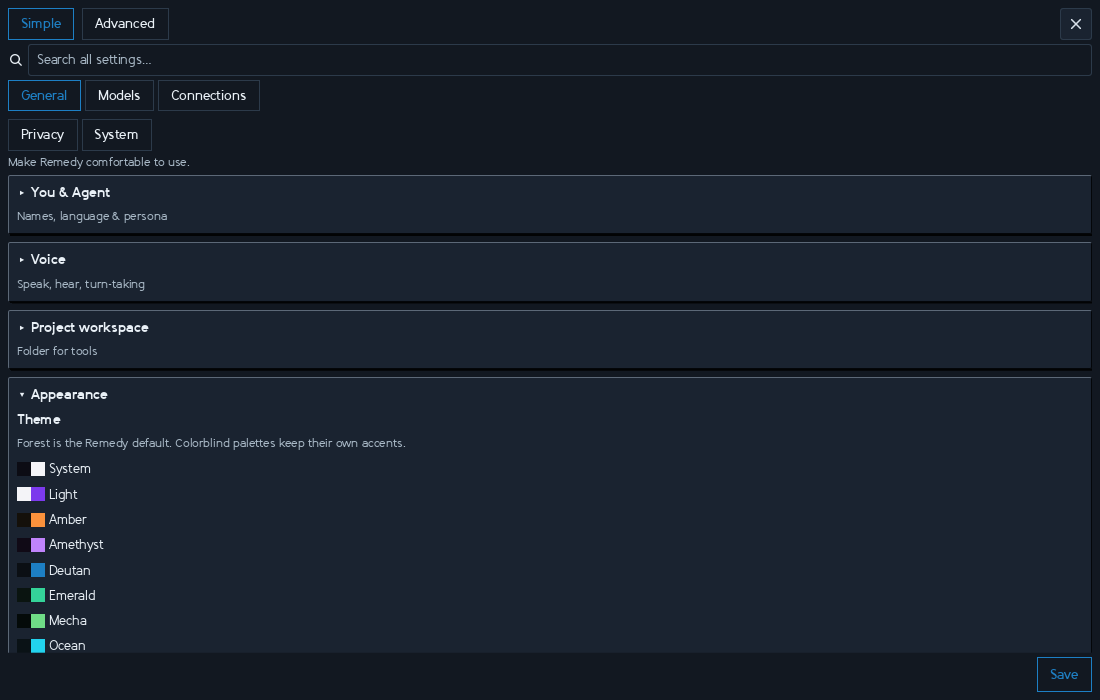 Simple Advanced
Search all settings...
General Models Connections
Privacy System
Make Remedy comfortable to use.
You & Agent
Names, language & persona
Voice
Speak, hear, turn-taking
Project workspace
Folder for tools
Appearance
Theme
Forest is the Remedy default. Colorblind palettes keep their own accents.
System
Light
Amber
Amethyst
Deutan
Emerald
Mecha
Ocean
Save